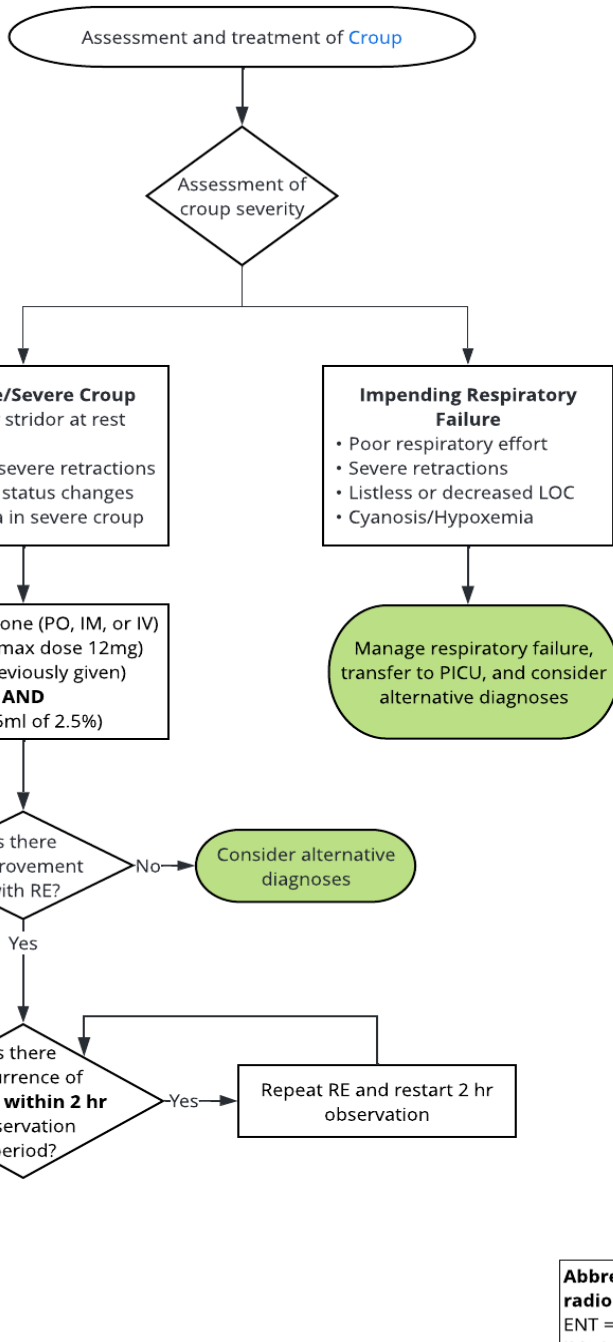 Assessment and treatment of Croup
Assessment of
croup severity
e/Severe Croup
stridor at rest
severe retractions
status changes
a in severe croup
Impending Respiratory
Failure
• Poor respiratory effort
• Severe retractions
• Listless or decreased LOC
• Cyanosis/Hypoxemia
one (PO, IM, or IV)
max dose 12mg)
eviously given)
AND
5ml of 2.5%)
Manage respiratory failure,
transfer to PICU, and consider
alternative diagnoses
s there
rovement
with RE?
No
Consider alternative
diagnoses
Yes
s there
urrence of
within 2 hr
servation
period?
Yes
Repeat RE and restart 2 hr
observation
Abbre
radio
ENT =